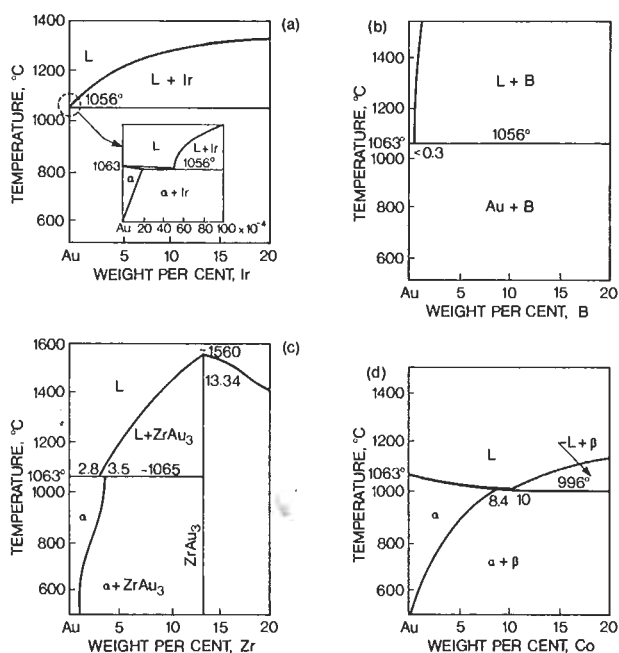 (a)
1400
1200
1000
800
600
TEMPERATURE, °C
L
L + Ir
1056°
L
L+Ir
1063
1056°
α
α + Ir
Au 20 40 60 80 100 x 10⁻⁴
Au 5 10 15 20
WEIGHT PER CENT, Ir
(b)
1400
1200
1063°
1000
800
600
TEMPERATURE, °C
L + B
1056°
<0.3
Au + B
Au 5 10 15 20
WEIGHT PER CENT, B
(c)
1600
1400
1200
1063°
1000
800
600
TEMPERATURE, °C
~1560
13.34
L
L+ZrAu₃
2.8 3.5 ~1065
α
ZrAu₃
α + ZrAu₃
Au 5 10 15 20
WEIGHT PER CENT, Zr
(d)
1400
1200
1063°
1000
800
600
TEMPERATURE, °C
L
L + β
996°
8.4 10
α
α + β
Au 5 10 15 20
WEIGHT PER CENT, Co